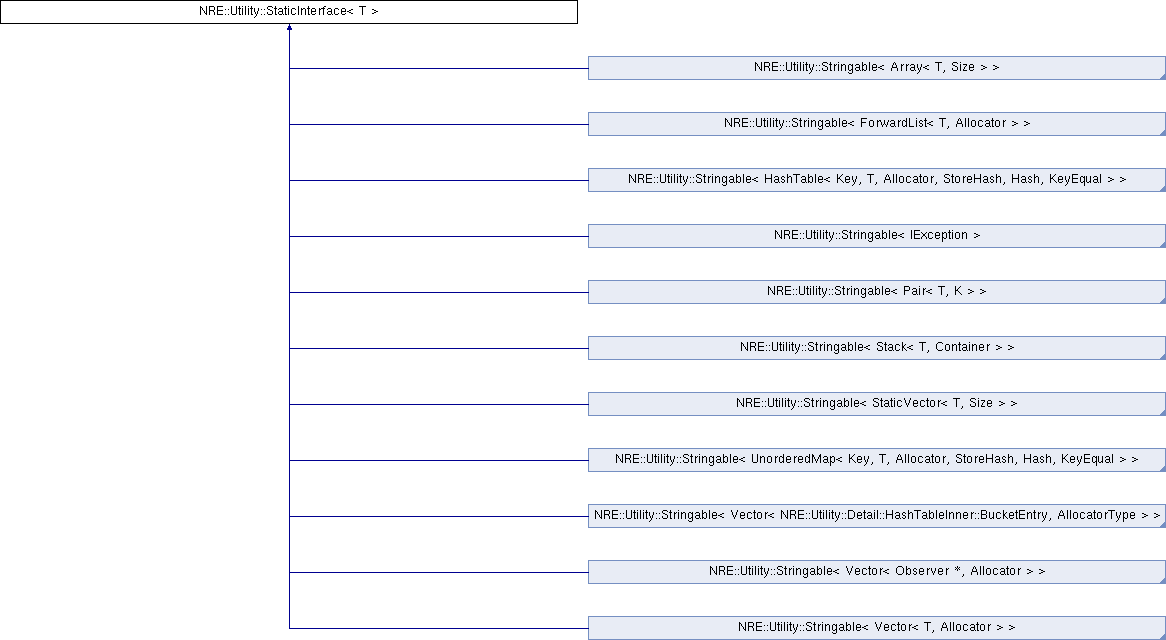 NRE::Utility::StaticInterface< T >
NRE::Utility::Stringable< Array< T, Size > >
NRE::Utility::Stringable< ForwardList< T, Allocator > >
NRE::Utility::Stringable< HashTable< Key, T, Allocator, StoreHash, Hash, KeyEqual > >
NRE::Utility::Stringable< IException >
NRE::Utility::Stringable< Pair< T, K > >
NRE::Utility::Stringable< Stack< T, Container > >
NRE::Utility::Stringable< StaticVector< T, Size > >
NRE::Utility::Stringable< UnorderedMap< Key, T, Allocator, StoreHash, Hash, KeyEqual > >
NRE::Utility::Stringable< Vector< NRE::Utility::Detail::HashTableInner::BucketEntry, AllocatorType > >
NRE::Utility::Stringable< Vector< Observer *, Allocator > >
NRE::Utility::Stringable< Vector< T, Allocator > >